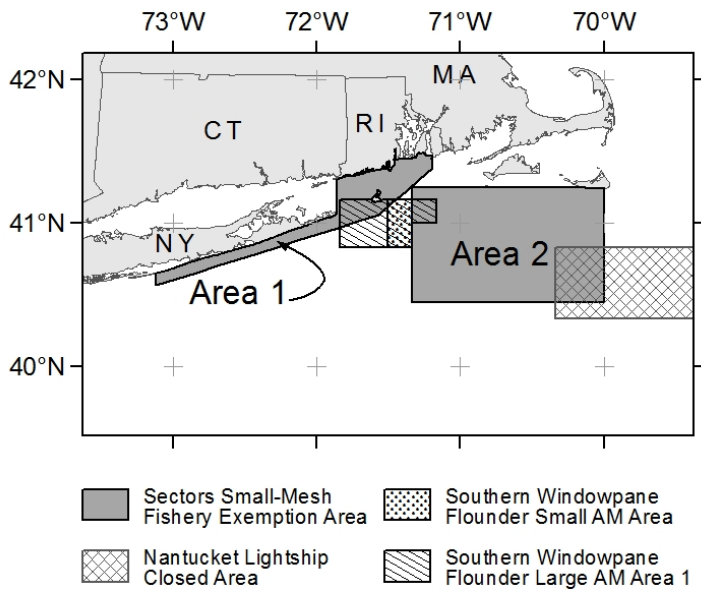 73°W 72°W 71°W 70°W
42°N
MA
RI
CT
41°N
NY
Area 2
Area 1
40°N
Sectors Small-Mesh
Fishery Exemption Area
Southern Windowpane
Flounder Small AM Area
Nantucket Lightship
Closed Area
Southern Windowpane
Flounder Large AM Area 1